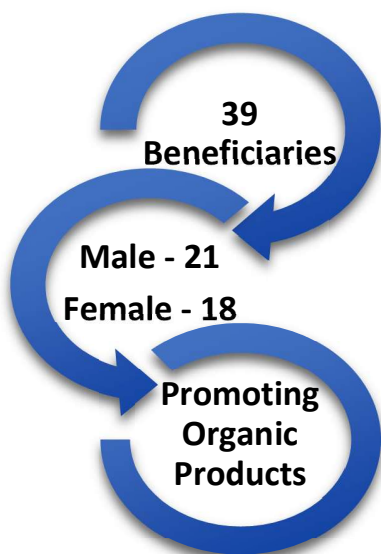 39
Beneficiaries
Male - 21
Female - 18
Promoting
Organic
Products